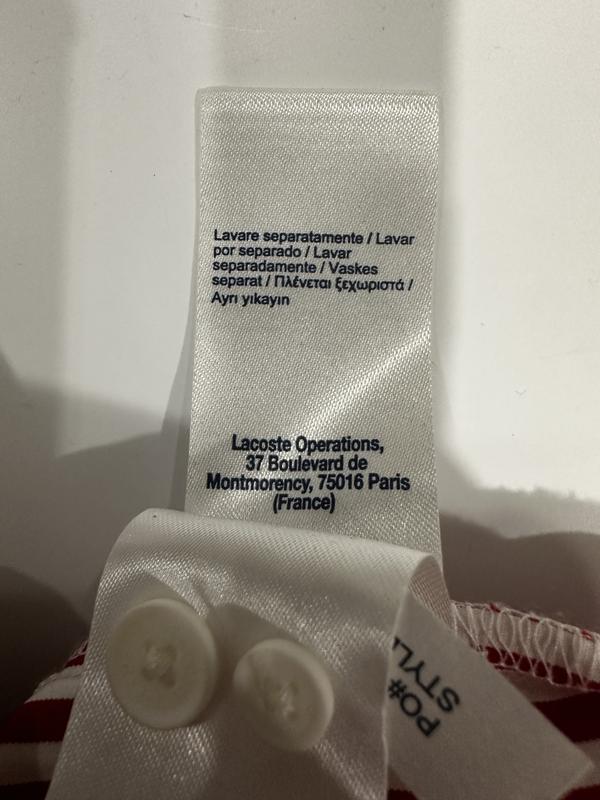 Lavare separatamente / Lavar
por separado / Lavar
separadamente / Vaskes
separat / Πλένεται ξεχωριστά /
Ayrı yıkayın
Lacoste Operations,
37 Boulevard de
Montmorency, 75016 Paris
(France)
PO#